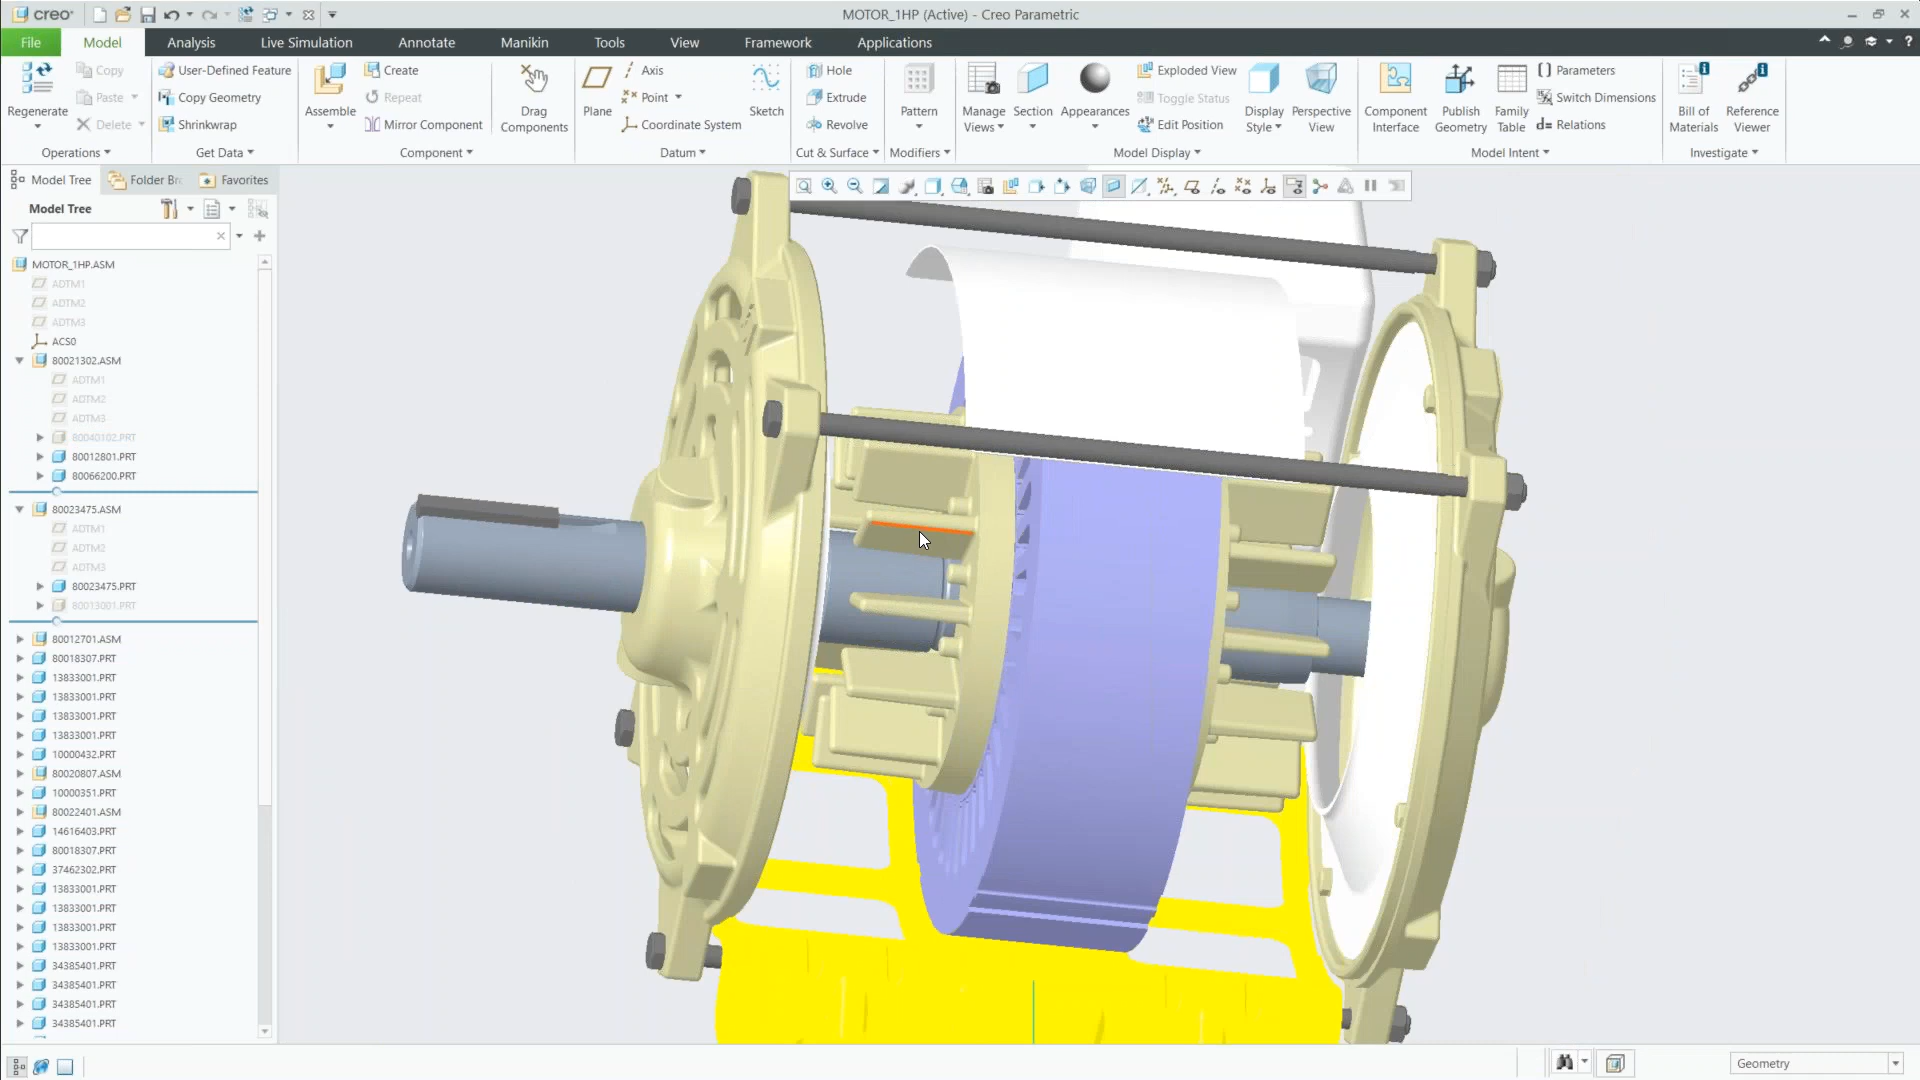 creo
MOTOR_1HP (Active) - Creo Parametric
File Model Analysis Live Simulation Annotate Manikin Tools View Framework Applications
Regenerate
Copy
Paste
Delete
Operations
User-Defined Feature
Copy Geometry
Shrinkwrap
Get Data
Assemble
Create
Repeat
Mirror Component
Component
Drag
Components
Plane
Axis
Point
Coordinate System
Sketch
Datum
Hole
Extrude
Revolve
Cut & Surface
Pattern
Modifiers
Manage
Views
Section
Appearances
Exploded View
Toggle Status
Edit Position
Display
Style
Perspective
View
Model Display
Component
Interface
Publish
Geometry
Family
Table
Parameters
Switch Dimensions
d= Relations
Model Intent
Bill of
Materials
Reference
Viewer
Investigate
Model Tree Folder Br Favorites
Model Tree
MOTOR_1HP.ASM
ADTM1
ADTM2
ADTM3
ACS0
80021302.ASM
ADTM1
ADTM2
ADTM3
80040102.PRT
80012801.PRT
80066200.PRT
80023475.ASM
ADTM1
ADTM2
ADTM3
80023475.PRT
80013001.PRT
80012701.ASM
80018307.PRT
13833001.PRT
13833001.PRT
13833001.PRT
13833001.PRT
10000432.PRT
80020807.ASM
10000351.PRT
80022401.ASM
14616403.PRT
80018307.PRT
37462302.PRT
13833001.PRT
13833001.PRT
13833001.PRT
13833001.PRT
34385401.PRT
34385401.PRT
34385401.PRT
34385401.PRT
Geometry